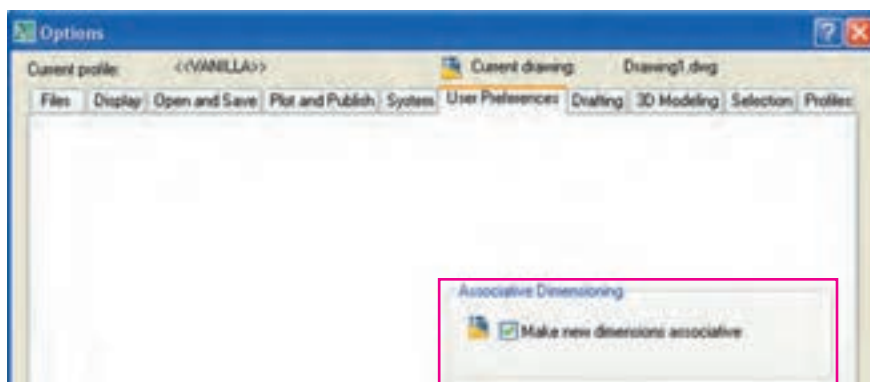 Options
Current profile: <<VANILLA>> Current drawing: Drawing1.dwg
Files Display Open and Save Plot and Publish System User Preferences Drafting 3D Modeling Selection Profiles
Associative Dimensioning
Make new dimensions associative